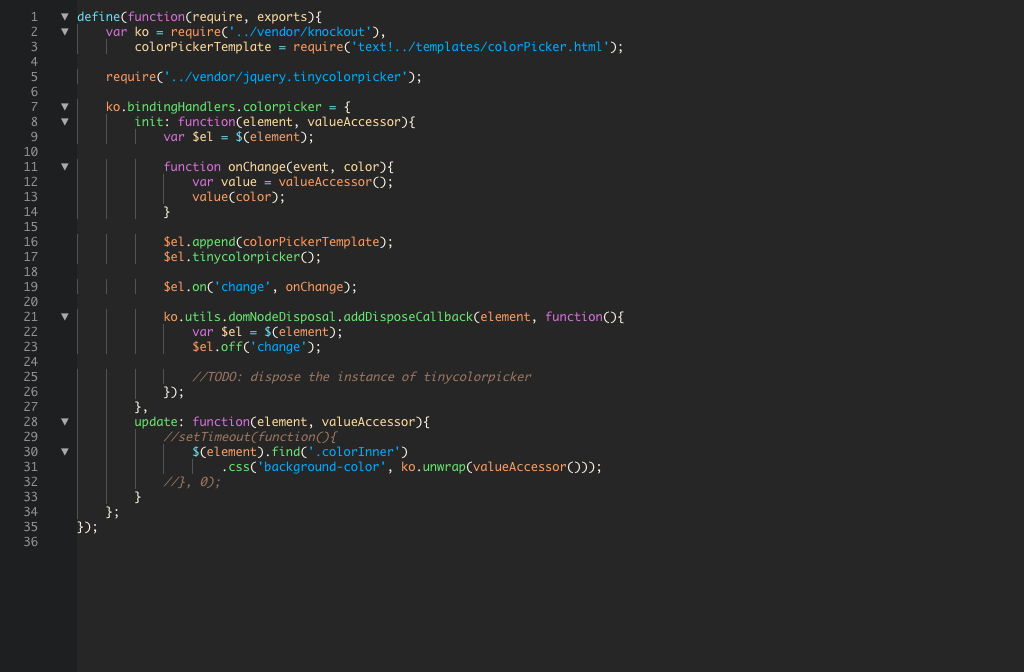 1 ▼ define(function(require, exports){
2 ▼     var ko = require('../vendor/knockout'),
3             colorPickerTemplate = require('text!../templates/colorPicker.html');
4
5         require('../vendor/jquery.tinycolorpicker');
6
7 ▼     ko.bindingHandlers.colorpicker = {
8 ▼         init: function(element, valueAccessor){
9                 var $el = $(element);
10
11 ▼             function onChange(event, color){
12                     var value = valueAccessor();
13                     value(color);
14                 }
15
16                 $el.append(colorPickerTemplate);
17                 $el.tinycolorpicker();
18
19                 $el.on('change', onChange);
20
21 ▼             ko.utils.domNodeDisposal.addDisposeCallback(element, function(){
22                     var $el = $(element);
23                     $el.off('change');
24
25                     //TODO: dispose the instance of tinycolorpicker
26                 });
27             },
28 ▼         update: function(element, valueAccessor){
29                 //setTimeout(function(){
30 ▼                 $(element).find('.colorInner')
31                         .css('background-color', ko.unwrap(valueAccessor()));
32                 //}, 0);
33             }
34         };
35     });
36